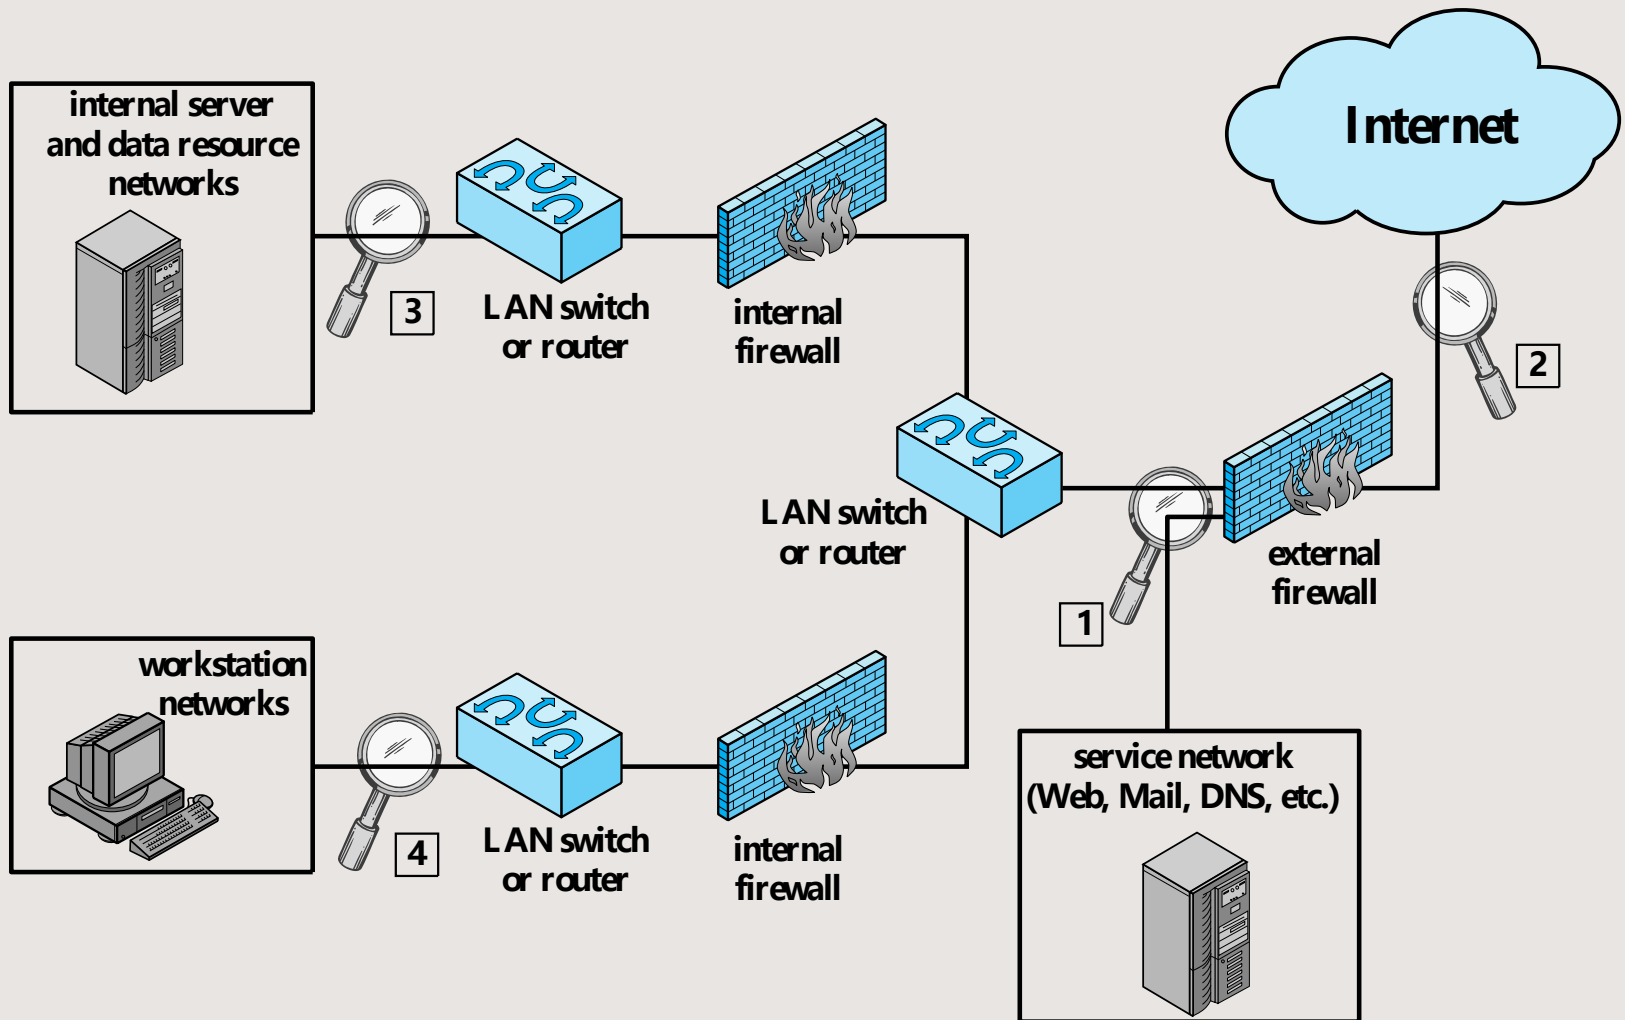 internal server
and data resource
networks
Internet
3
LAN switch
or router
internal
firewall
2
LAN switch
or router
external
firewall
1
workstation
networks
service network
(Web, Mail, DNS, etc.)
4
LAN switch
or router
internal
firewall